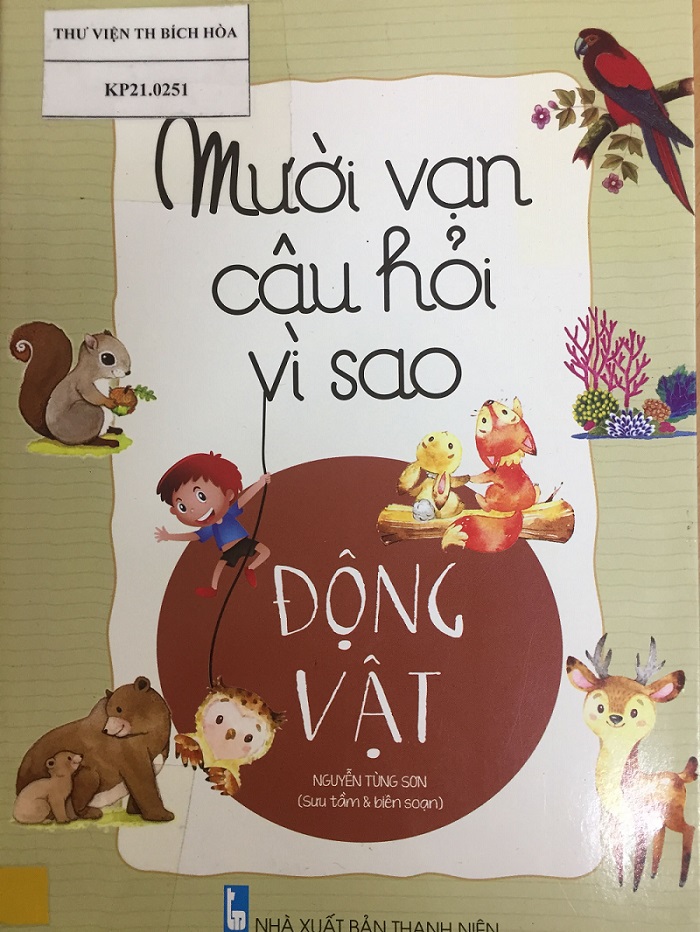 THƯ VIỆN TH BÍCH HÒA
KP21.0251
Mười vạn
câu hỏi
vì sao
ĐỘNG
VẬT
NGUYỄN TÙNG SƠN
(Sưu tầm & biên soạn)
NHÀ XUẤT BẢN THANH NIÊN